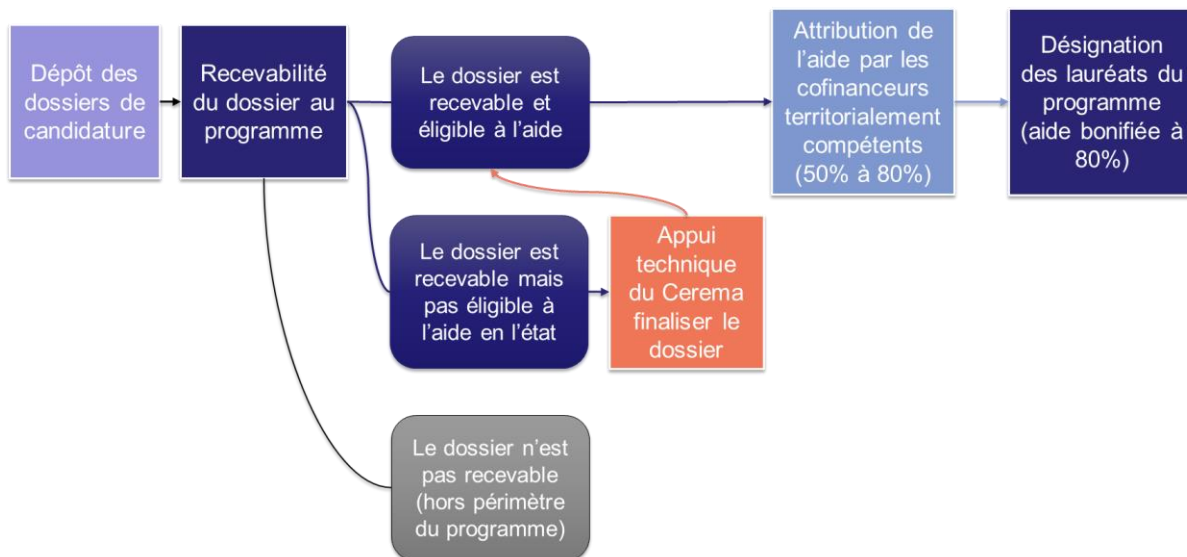 Dépôt des
dossiers de
candidature
Recevabilité
du dossier au
programme
Le dossier est
recevable et
éligible à l’aide
Attribution de
l’aide par les
cofinanceurs
territorialement
compétents
(50% à 80%)
Désignation
des lauréats du
programme
(aide bonifiée à
80%)
Le dossier est
recevable mais
pas éligible à
l’aide en l’état
Appui
technique
du Cerema
finaliser le
dossier
Le dossier n’est
pas recevable
(hors périmètre
du programme)